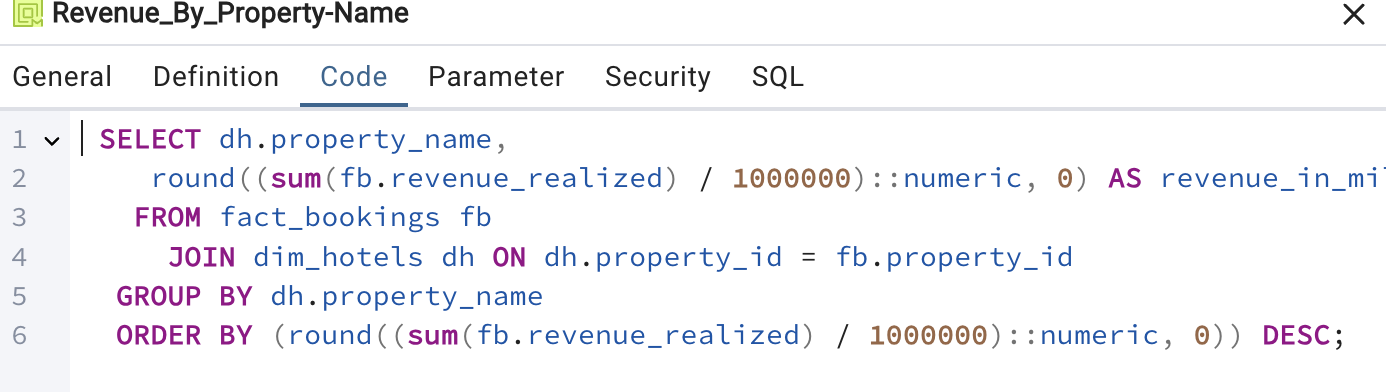 Revenue_By_Property-Name
General Definition Code Parameter Security SQL
1 SELECT dh.property_name,
2 round((sum(fb.revenue_realized) / 1000000)::numeric, 0) AS revenue_in_mi
3 FROM fact_bookings fb
4 JOIN dim_hotels dh ON dh.property_id = fb.property_id
5 GROUP BY dh.property_name
6 ORDER BY (round((sum(fb.revenue_realized) / 1000000)::numeric, 0)) DESC;